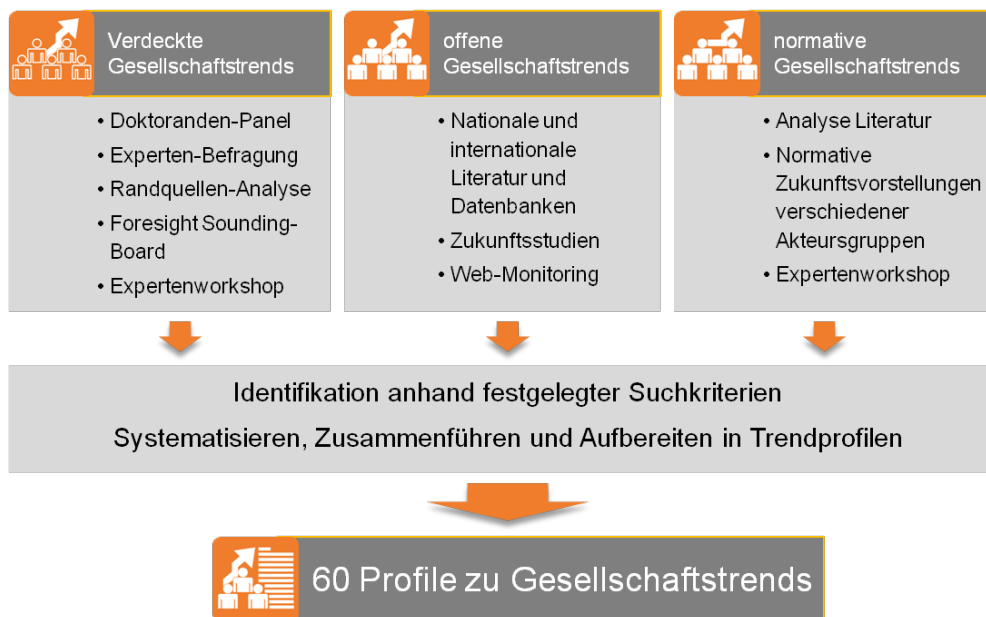 Verdeckte
Gesellschaftstrends
• Doktoranden-Panel
• Experten-Befragung
• Randquellen-Analyse
• Foresight Sounding-
Board
• Expertenworkshop
offene
Gesellschaftstrends
• Nationale und
internationale
Literatur und
Datenbanken
• Zukunftsstudien
• Web-Monitoring
normative
Gesellschaftstrends
• Analyse Literatur
• Normative
Zukunftsvorstellungen
verschiedener
Akteursgruppen
• Expertenworkshop
Identifikation anhand festgelegter Suchkriterien
Systematisieren, Zusammenführen und Aufbereiten in Trendprofilen
60 Profile zu Gesellschaftstrends